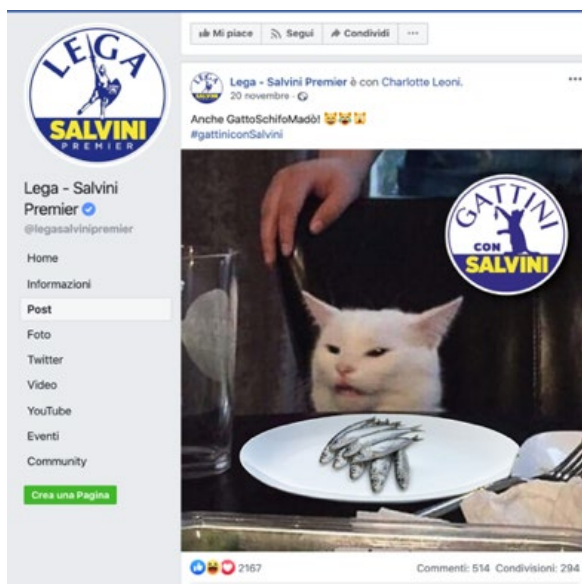 LEGA
SALVINI
PREMIER
Lega - Salvini
Premier
@legasalvinipremier
Home
Informazioni
Post
Foto
Twitter
Video
YouTube
Eventi
Community
Crea una Pagina
Mi piace
Segui
Condividi
Lega - Salvini Premier è con Charlotte Leoni.
20 novembre
Anche GattoSchifoMadò! 
#gattiniconSalvini
GATTINI
CON
SALVINI
2167
Commenti: 514 Condivisioni: 294